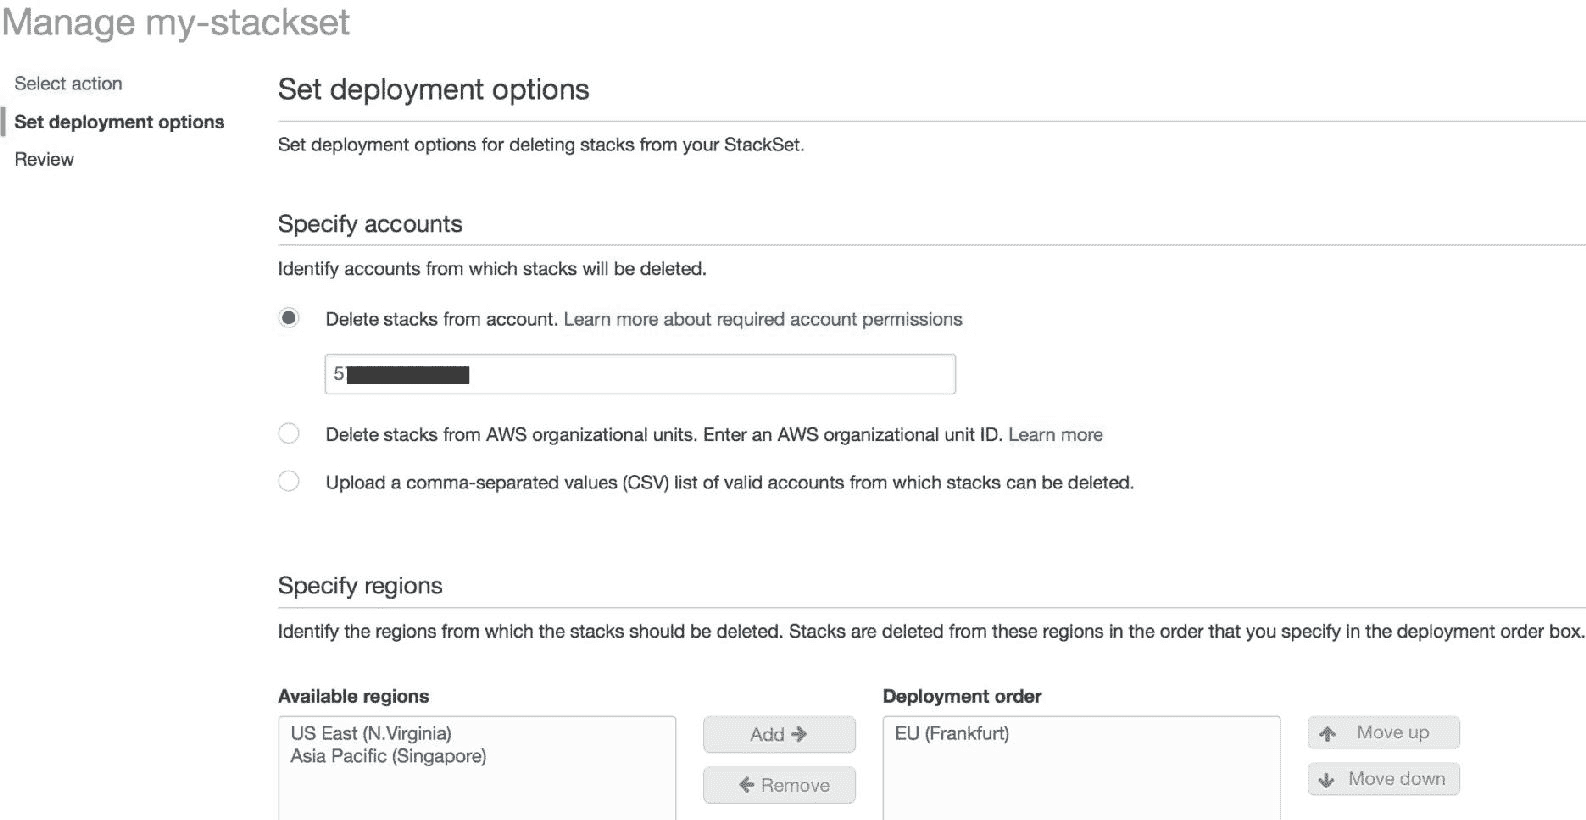 Manage my-stackset
Select action
Set deployment options
Review
Set deployment options
Set deployment options for deleting stacks from your StackSet.
Specify accounts
Identify accounts from which stacks will be deleted.
Delete stacks from account. Learn more about required account permissions
5
Delete stacks from AWS organizational units. Enter an AWS organizational unit ID. Learn more
Upload a comma-separated values (CSV) list of valid accounts from which stacks can be deleted.
Specify regions
Identify the regions from which the stacks should be deleted. Stacks are deleted from these regions in the order that you specify in the deployment order box.
Available regions
US East (N.Virginia)
Asia Pacific (Singapore)
Add
Remove
Deployment order
EU (Frankfurt)
Move up
Move down